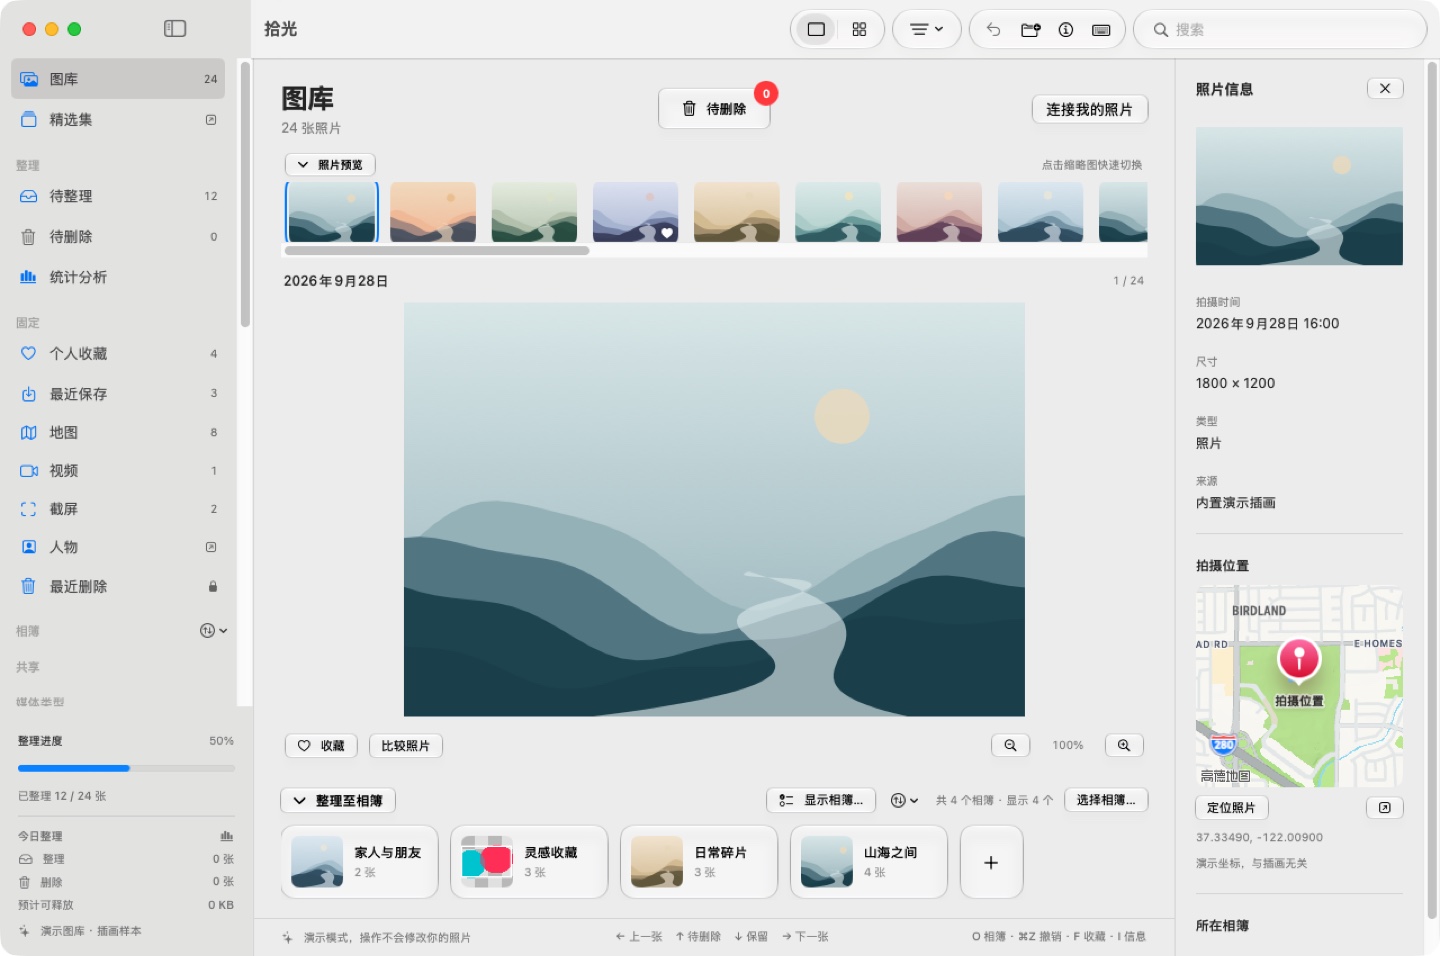 拾光
搜索
图库 24
精选集
整理
待整理 12
待删除 0
统计分析
固定
个人收藏 4
最近保存 3
地图 8
视频 1
截屏 2
人物
最近删除
相簿
共享
媒体类型
整理进度 50%
已整理 12 / 24 张
今日整理
整理 0 张
删除 0 张
预计可释放 0 KB
演示图库 · 插画样本
图库
24 张照片
待删除 0
连接我的照片
照片预览
点击缩略图快速切换
2026年9月28日
1 / 24
收藏
比较照片
100%
整理至相簿
显示相簿...
共 4 个相簿 · 显示 4 个
选择相簿...
家人与朋友
2 张
灵感收藏
3 张
日常碎片
3 张
山海之间
4 张
演示模式，操作不会修改你的照片
← 上一张 ↑ 待删除 ↓ 保留 → 下一张
O 相簿 · ⌘Z 撤销 · F 收藏 · I 信息
照片信息
拍摄时间
2026年9月28日 16:00
尺寸
1800 × 1200
类型
照片
来源
内置演示插画
拍摄位置
BIRDLAND
AD RD
E HOMES
拍摄位置
280
高德地图
定位照片
37.33490, -122.00900
演示坐标，与插画无关
所在相簿